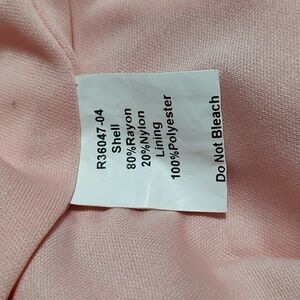 R36047-04
Shell
80%Rayon
20%Nylon
Lining
100%Polyester
Do Not Bleach